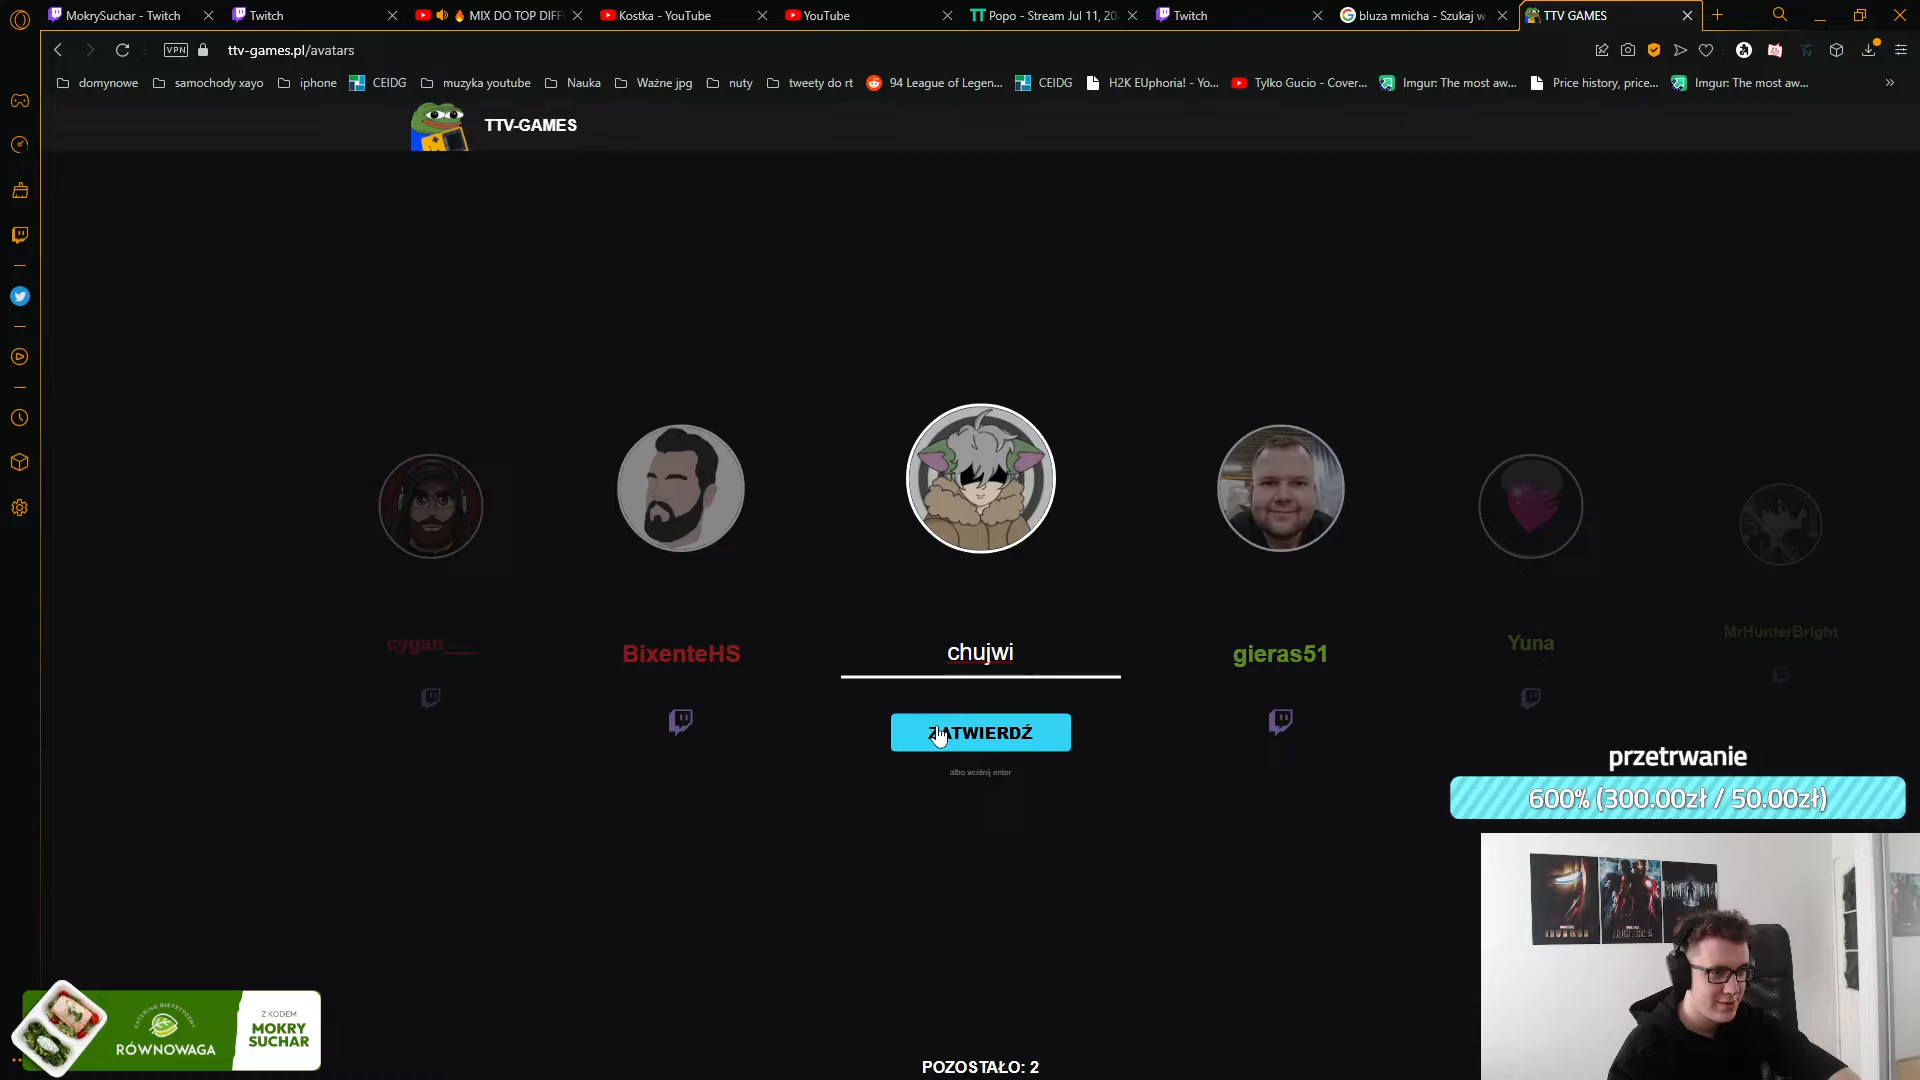 MokrySuchar - Twitch
Twitch
MIX DO TOP DIFF
Kostka - YouTube
YouTube
Popo - Stream Jul 11, 20
Twitch
bluza mnicha - Szukaj w
TTV GAMES
VPN
ttv-games.pl/avatars
domynowe
samochody xayo
iphone
CEIDG
muzyka youtube
Nauka
Ważne jpg
nuty
tweety do rt
94 League of Legen...
CEIDG
H2K EUphoria! - Yo...
Tylko Gucio - Cover...
Imgur: The most aw...
Price history, price...
Imgur: The most aw...
TTV-GAMES
cygan____
BixenteHS
chujwi
gieras51
Yuna
MrHunterBright
ZATWIERDŹ
albo wciśnij enter
przetrwanie
600% (300.00zł / 50.00zł)
CATERING DIETETYCZNY
RÓWNOWAGA
Z KODEM
MOKRY
SUCHAR
POZOSTAŁO: 2